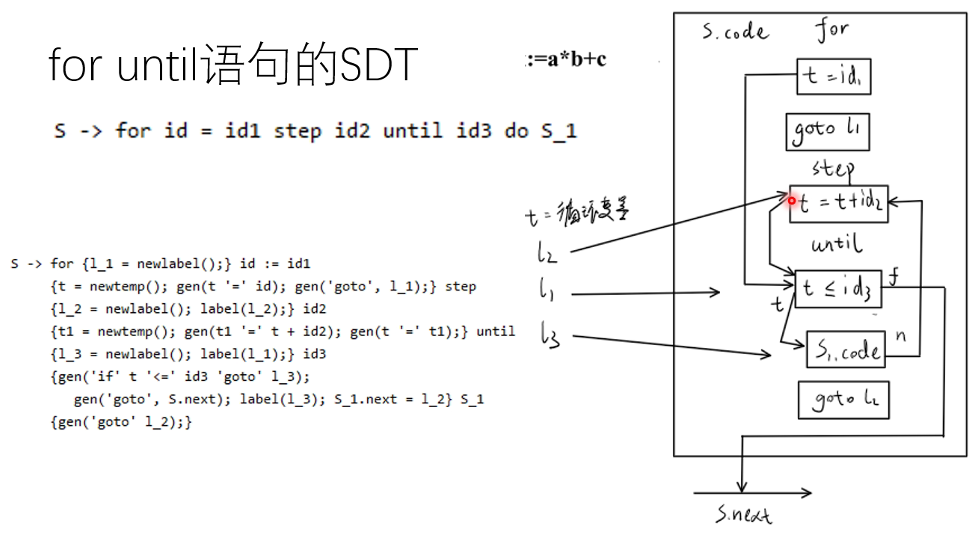 for until语句的SDT
:=a*b+c
S -> for id = id1 step id2 until id3 do S_1
S -> for {l_1 = newlabel();} id := id1
{t = newtemp(); gen(t '=' id); gen('goto', l_1);} step
{l_2 = newlabel(); label(l_2);} id2
{t1 = newtemp(); gen(t1 '=' t + id2); gen(t '=' t1);} until
{l_3 = newlabel(); label(l_1);} id3
{gen('if' t '<=' id3 'goto' l_3);
gen('goto', S.next); label(l_3); S_1.next = l_2} S_1
{gen('goto' l_2);}
t = 循环变量
l₂
l₁
l₃
S.code for
t = id₁
goto l₁
step
t = t+id₂
until
t ≤ id₃
f
t
S₁.code
n
goto l₂
S.next